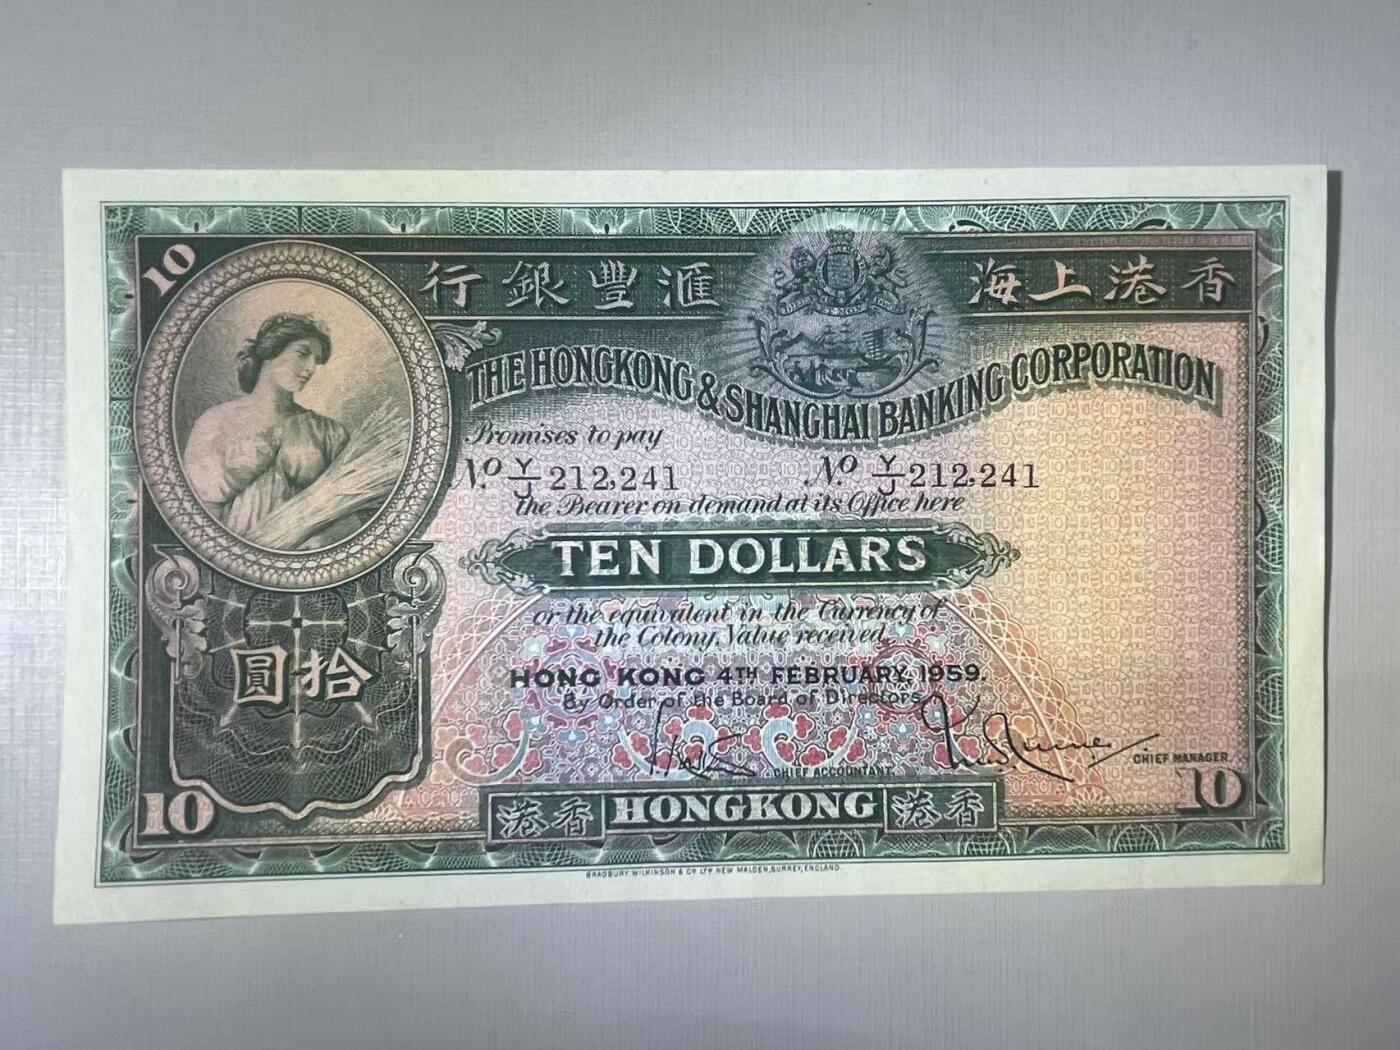 10
行銀豐滙 海上港香
THE HONGKONG & SHANGHAI BANKING CORPORATION
Promises to pay
No. Y/J 212,241 No. Y/J 212,241
the Bearer on demand at its Office here
TEN DOLLARS
or the equivalent in the Currency of
the Colony, Value received
圓拾
HONG KONG 4TH FEBRUARY, 1959.
By Order of the Board of Directors
CHIEF ACCOUNTANT.
CHIEF MANAGER.
10 港香 HONGKONG 港香 10
BRADBURY, WILKINSON & Co. LTD NEW MALDEN, SURREY, ENGLAND.